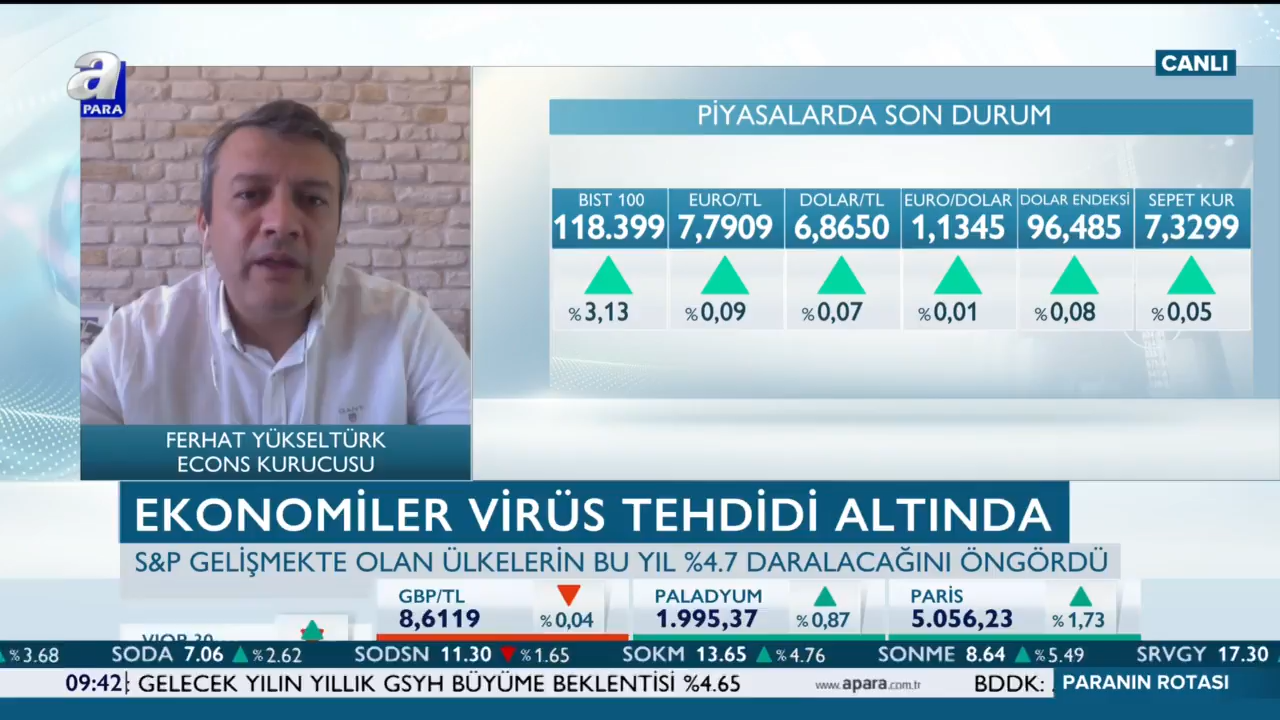 a
PARA
CANLI
PİYASALARDA SON DURUM
BIST 100 EURO/TL DOLAR/TL EURO/DOLAR DOLAR ENDEKSİ SEPET KUR
118.399 7,7909 6,8650 1,1345 96,485 7,3299
%3,13 %0,09 %0,07 %0,01 %0,08 %0,05
GANT
FERHAT YÜKSELTÜRK
ECONS KURUCUSU
EKONOMİLER VİRÜS TEHDİDİ ALTINDA
S&P GELİŞMEKTE OLAN ÜLKELERİN BU YIL %4.7 DARALACAĞINI ÖNGÖRDÜ
GBP/TL PALADYUM PARİS
8,6119 %0,04 1.995,37 %0,87 5.056,23 %1,73
VIOP 30
%3.68 SODA 7.06 %2.62 SODSN 11.30 %1.65 SOKM 13.65 %4.76 SONME 8.64 %5.49 SRVGY 17.30
09:42 GELECEK YILIN YILLIK GSYH BÜYÜME BEKLENTİSİ %4.65 www.apara.com.tr BDDK: PARANIN ROTASI